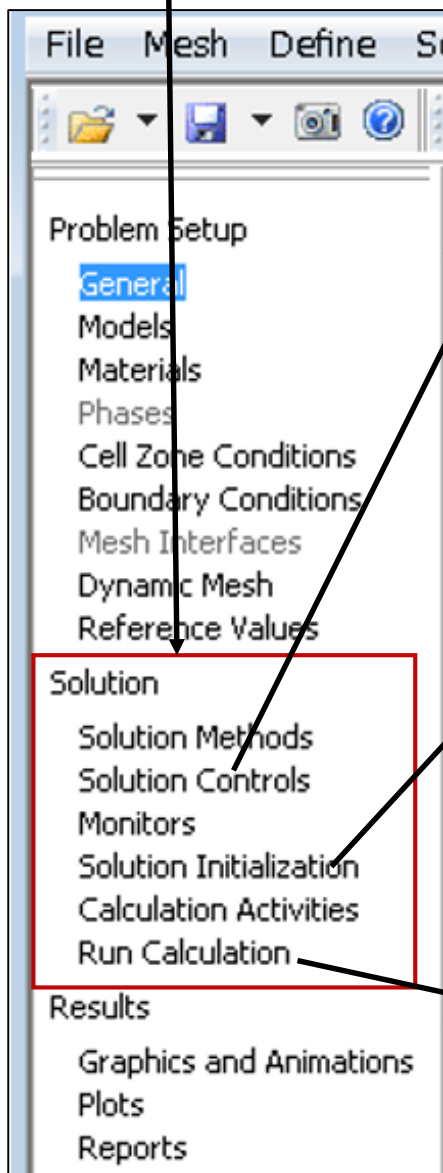 File Mesh Define S
Problem Setup
General
Models
Materials
Phases
Cell Zone Conditions
Boundary Conditions
Mesh Interfaces
Dynamic Mesh
Reference Values
Solution
Solution Methods
Solution Controls
Monitors
Solution Initialization
Calculation Activities
Run Calculation
Results
Graphics and Animations
Plots
Reports